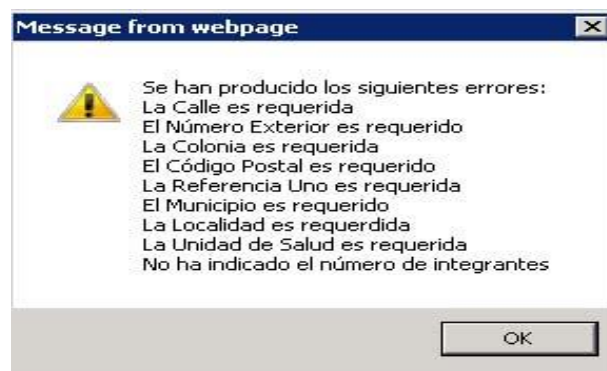 Message from webpage
Se han producido los siguientes errores:
La Calle es requerida
El Número Exterior es requerido
La Colonia es requerida
El Código Postal es requerido
La Referencia Uno es requerida
El Municipio es requerido
La Localidad es requerdida
La Unidad de Salud es requerida
No ha indicado el número de integrantes
OK